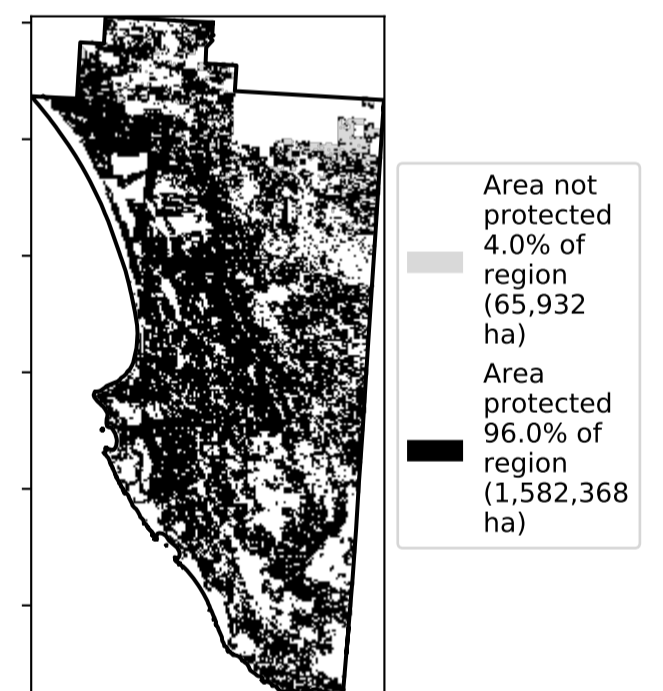 Area not
protected
4.0% of
region
(65,932
ha)
Area
protected
96.0% of
region
(1,582,368
ha)